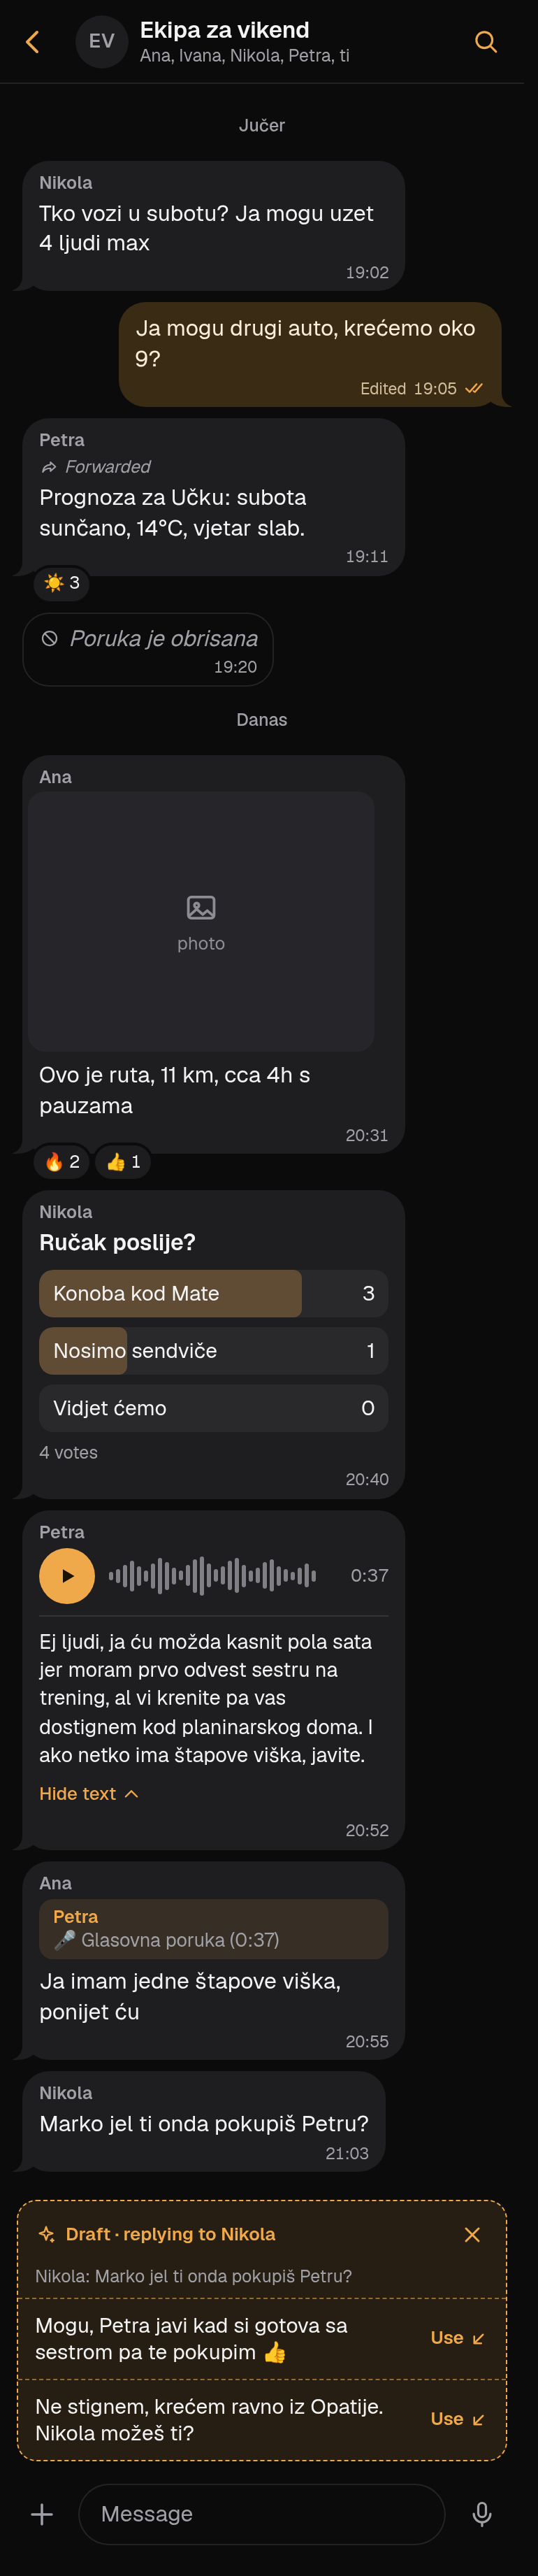 EV
Ekipa za vikend
Ana, Ivana, Nikola, Petra, ti
Jučer
Nikola
Tko vozi u subotu? Ja mogu uzet
4 ljudi max
19:02
Ja mogu drugi auto, krećemo oko
9?
Edited 19:05
Petra
Forwarded
Prognoza za Učku: subota
sunčano, 14°C, vjetar slab.
19:11
☀️ 3
Poruka je obrisana
19:20
Danas
Ana
photo
Ovo je ruta, 11 km, cca 4h s
pauzama
20:31
🔥 2 👍 1
Nikola
Ručak poslije?
Konoba kod Mate 3
Nosimo sendviče 1
Vidjet ćemo 0
4 votes
20:40
Petra
0:37
Ej ljudi, ja ću možda kasnit pola sata
jer moram prvo odvest sestru na
trening, al vi krenite pa vas
dostignem kod planinarskog doma. I
ako netko ima štapove viška, javite.
Hide text
20:52
Ana
Petra
🎤 Glasovna poruka (0:37)
Ja imam jedne štapove viška,
ponijet ću
20:55
Nikola
Marko jel ti onda pokupiš Petru?
21:03
Draft · replying to Nikola
Nikola: Marko jel ti onda pokupiš Petru?
Mogu, Petra javi kad si gotova sa
sestrom pa te pokupim 👍
Use
Ne stignem, krećem ravno iz Opatije.
Nikola možeš ti?
Use
Message